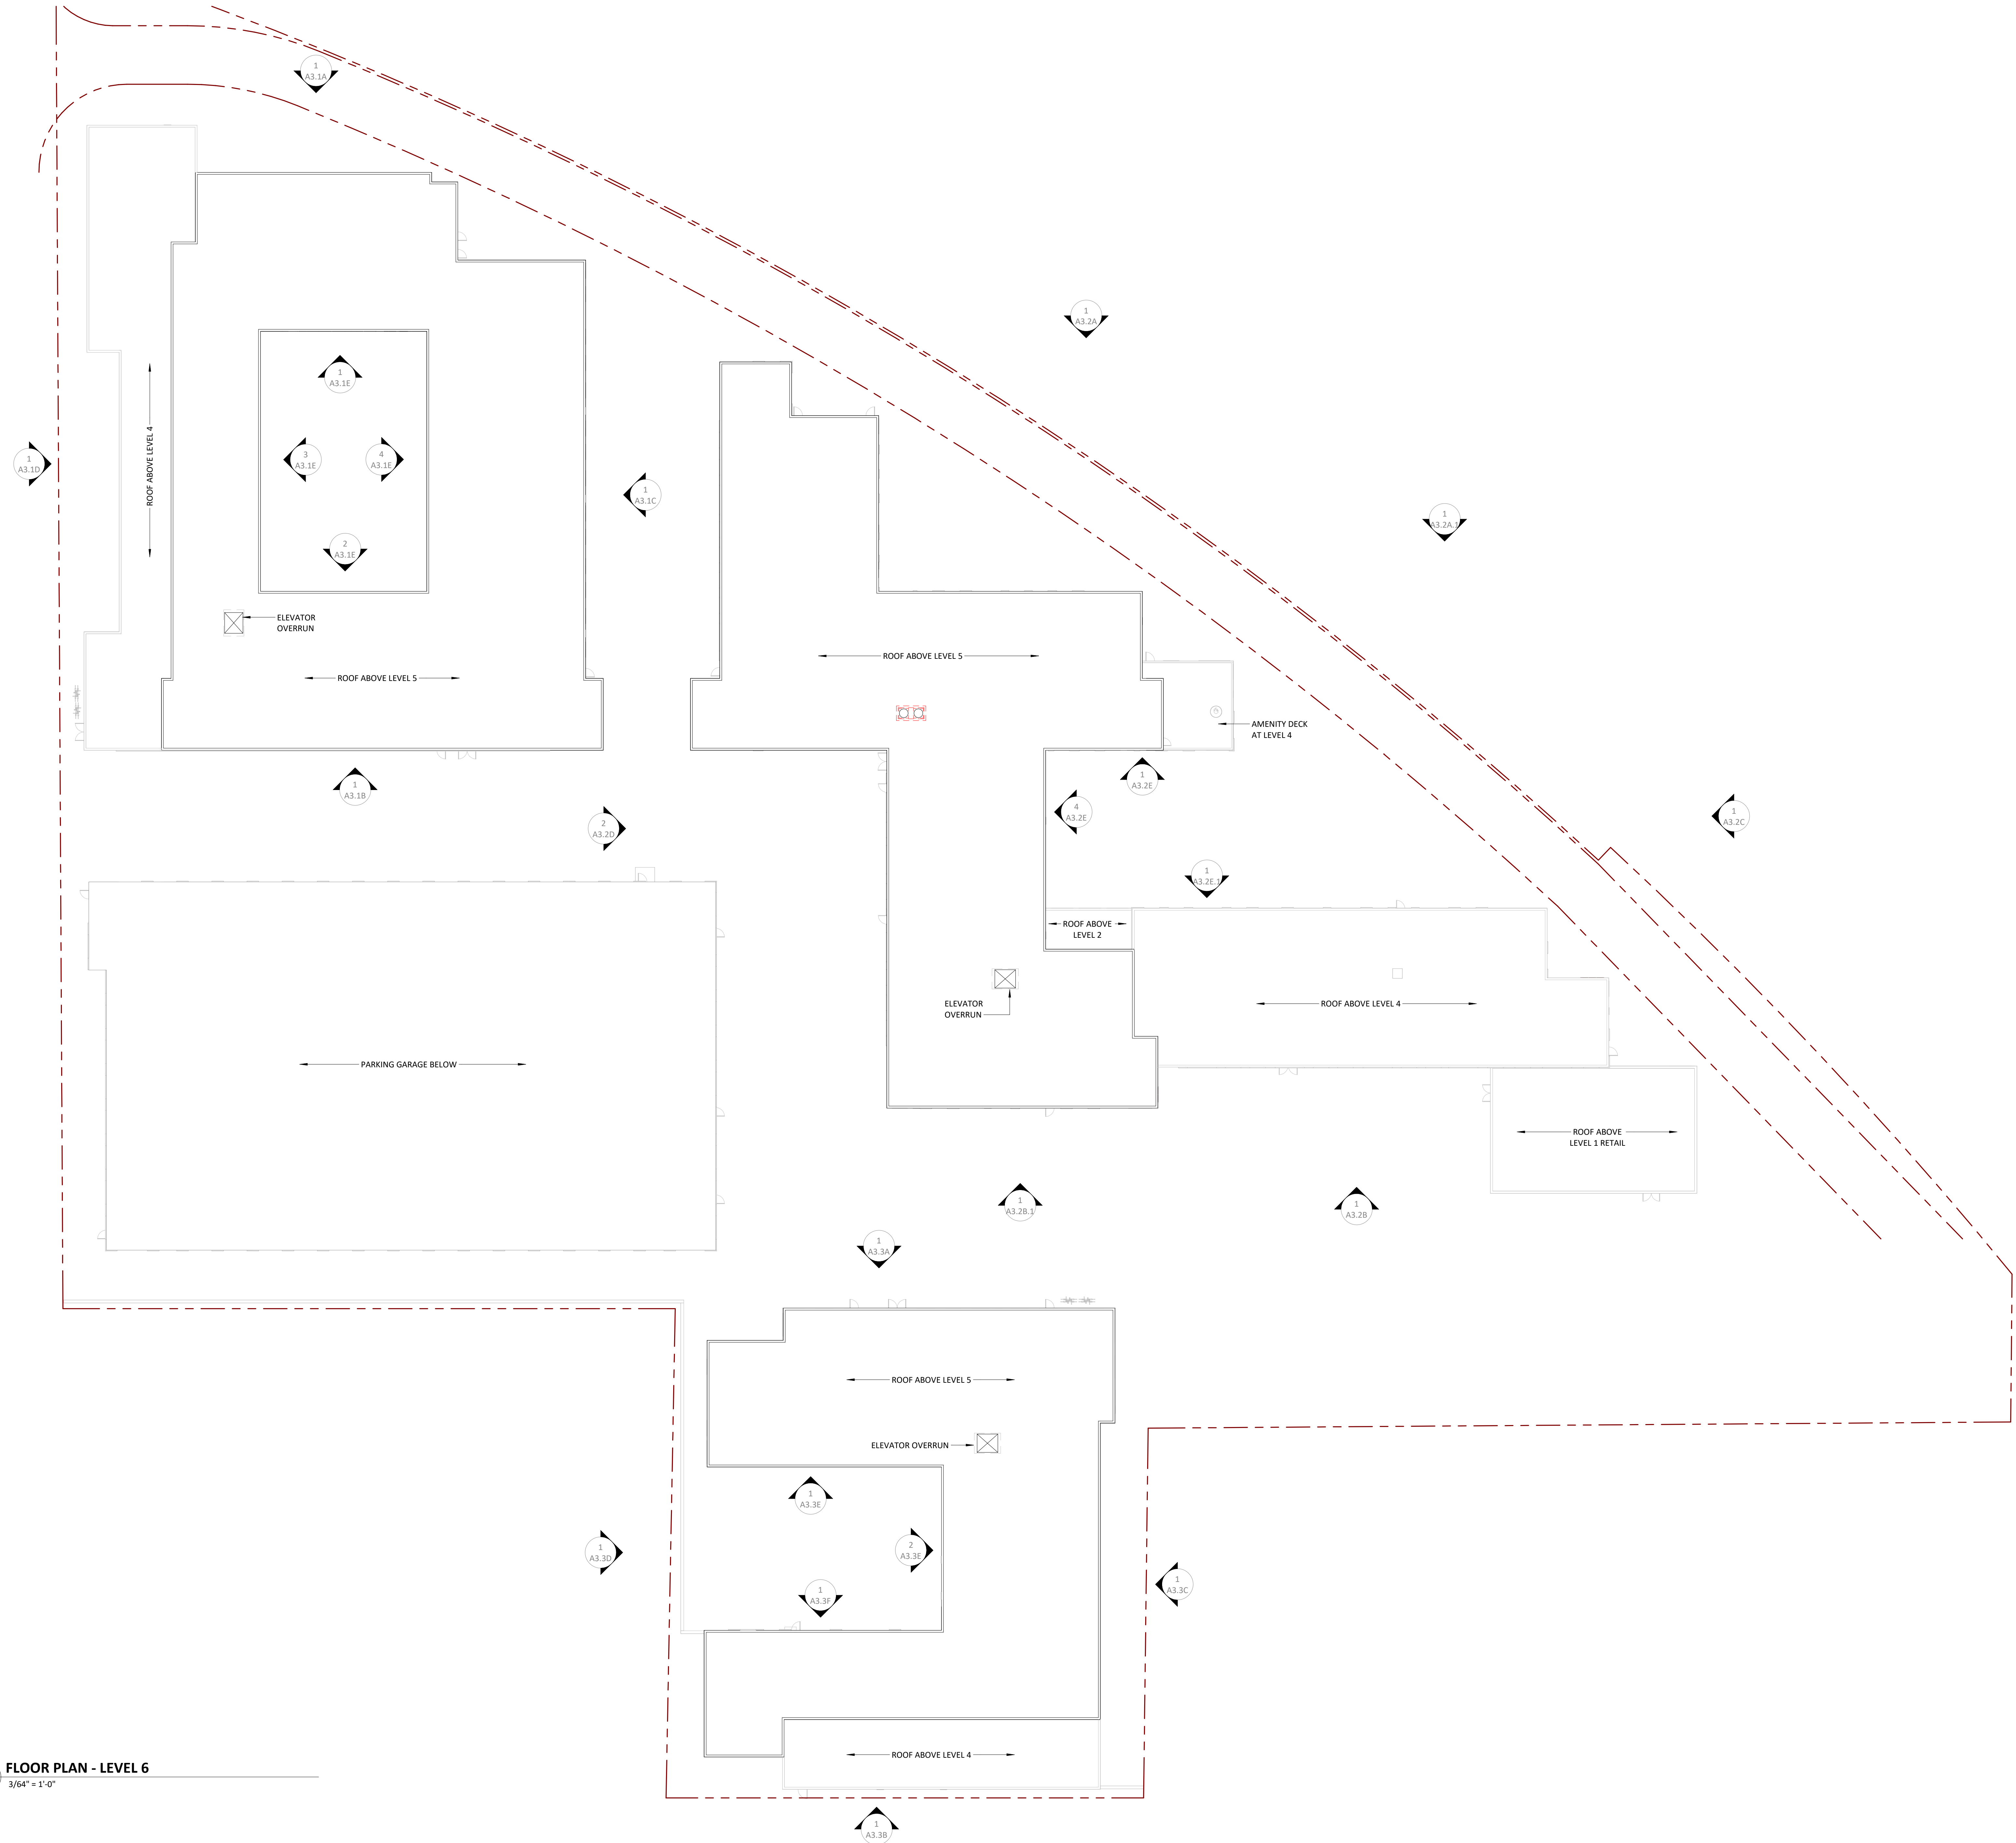 1
A3.1A
1
A3.2A
1
A3.1E
ROOF ABOVE LEVEL 4
1
A3.1D
3
A3.1E
4
A3.1E
1
A3.1C
1
A3.2A.1
2
A3.1E
ELEVATOR
OVERRUN
ROOF ABOVE LEVEL 5
ROOF ABOVE LEVEL 5
AMENITY DECK
AT LEVEL 4
1
A3.1B
1
A3.2E
4
A3.2E
2
A3.2D
1
A3.2C
1
A3.2E.1
ROOF ABOVE
LEVEL 2
ELEVATOR
OVERRUN
ROOF ABOVE LEVEL 4
PARKING GARAGE BELOW
ROOF ABOVE
LEVEL 1 RETAIL
1
A3.2B.1
1
A3.2B
1
A3.3A
ROOF ABOVE LEVEL 5
ELEVATOR OVERRUN
1
A3.3E
1
A3.3D
2
A3.3E
1
A3.3F
1
A3.3C
ROOF ABOVE LEVEL 4
FLOOR PLAN - LEVEL 6
3/64" = 1'-0"
1
A3.3B